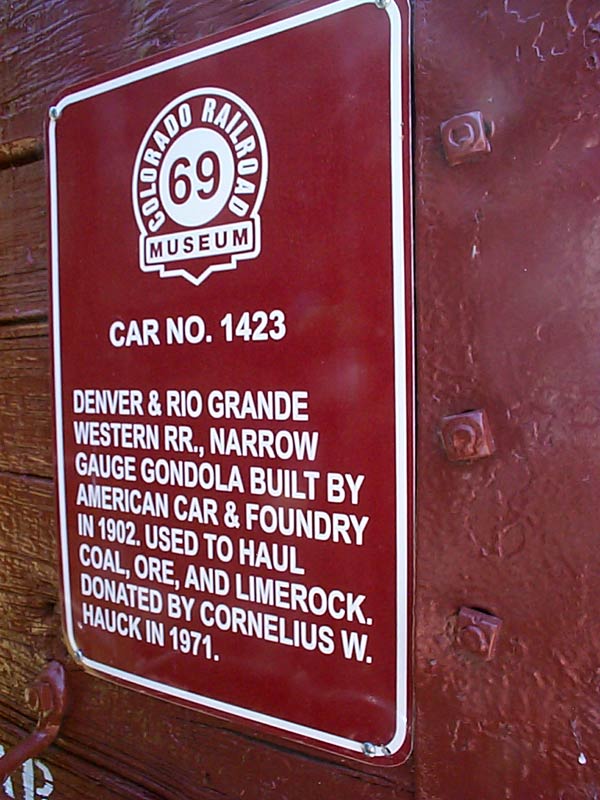 COLORADO RAILROAD
69
MUSEUM
CAR NO. 1423
DENVER & RIO GRANDE
WESTERN RR., NARROW
GAUGE GONDOLA BUILT BY
AMERICAN CAR & FOUNDRY
IN 1902. USED TO HAUL
COAL, ORE, AND LIMEROCK.
DONATED BY CORNELIUS W.
HAUCK IN 1971.